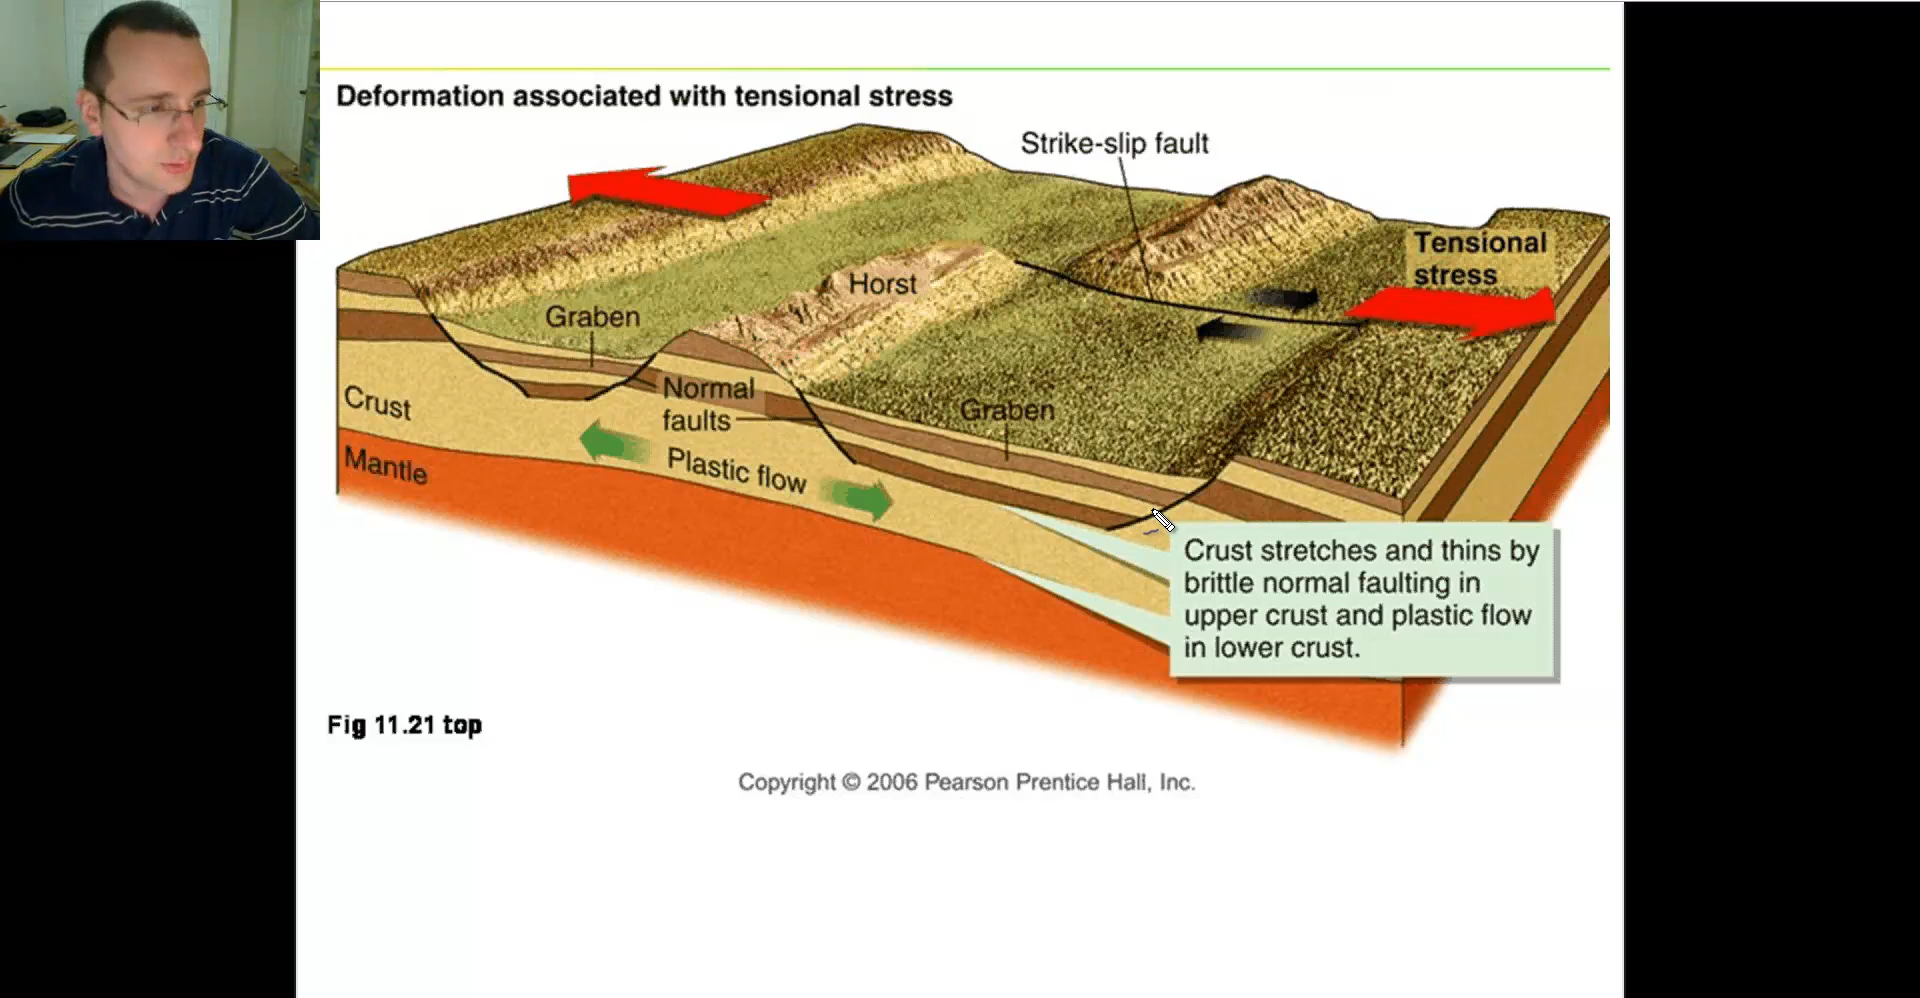 Deformation associated with tensional stress
Strike-slip fault
Tensional
stress
Horst
Graben
Normal
faults
Graben
Crust
Plastic flow
Mantle
Crust stretches and thins by
brittle normal faulting in
upper crust and plastic flow
in lower crust.
Fig 11.21 top
Copyright © 2006 Pearson Prentice Hall, Inc.